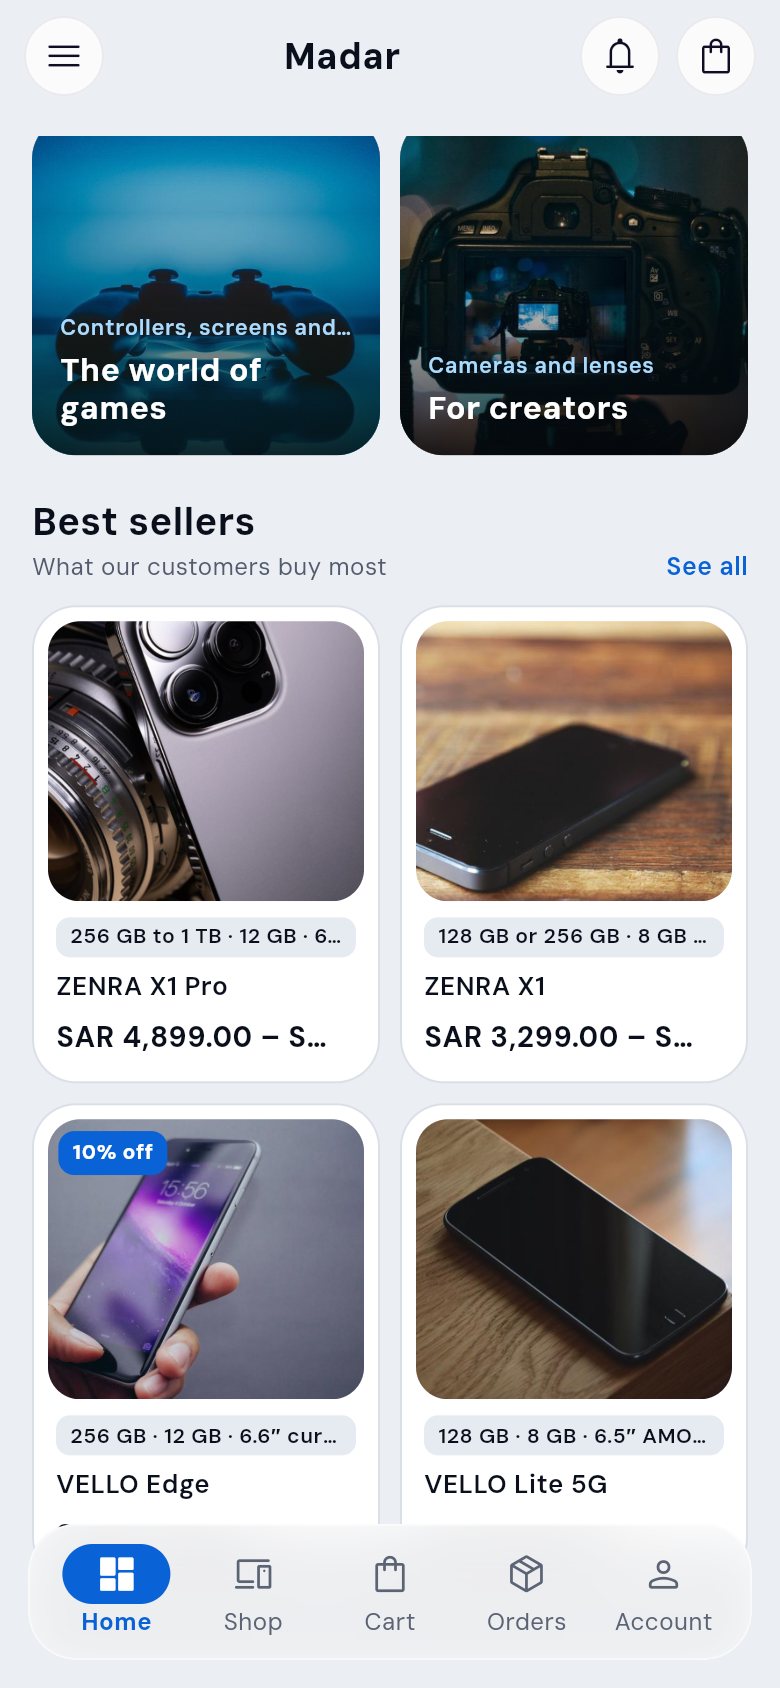 Madar
Controllers, screens and...
The world of
games
Cameras and lenses
For creators
Best sellers
What our customers buy most
See all
256 GB to 1 TB · 12 GB · 6...
128 GB or 256 GB · 8 GB ...
ZENRA X1 Pro
ZENRA X1
SAR 4,899.00 – S...
SAR 3,299.00 – S...
10% off
15:56
256 GB · 12 GB · 6.6″ cur...
128 GB · 8 GB · 6.5″ AMO...
VELLO Edge
VELLO Lite 5G
Home
Shop
Cart
Orders
Account